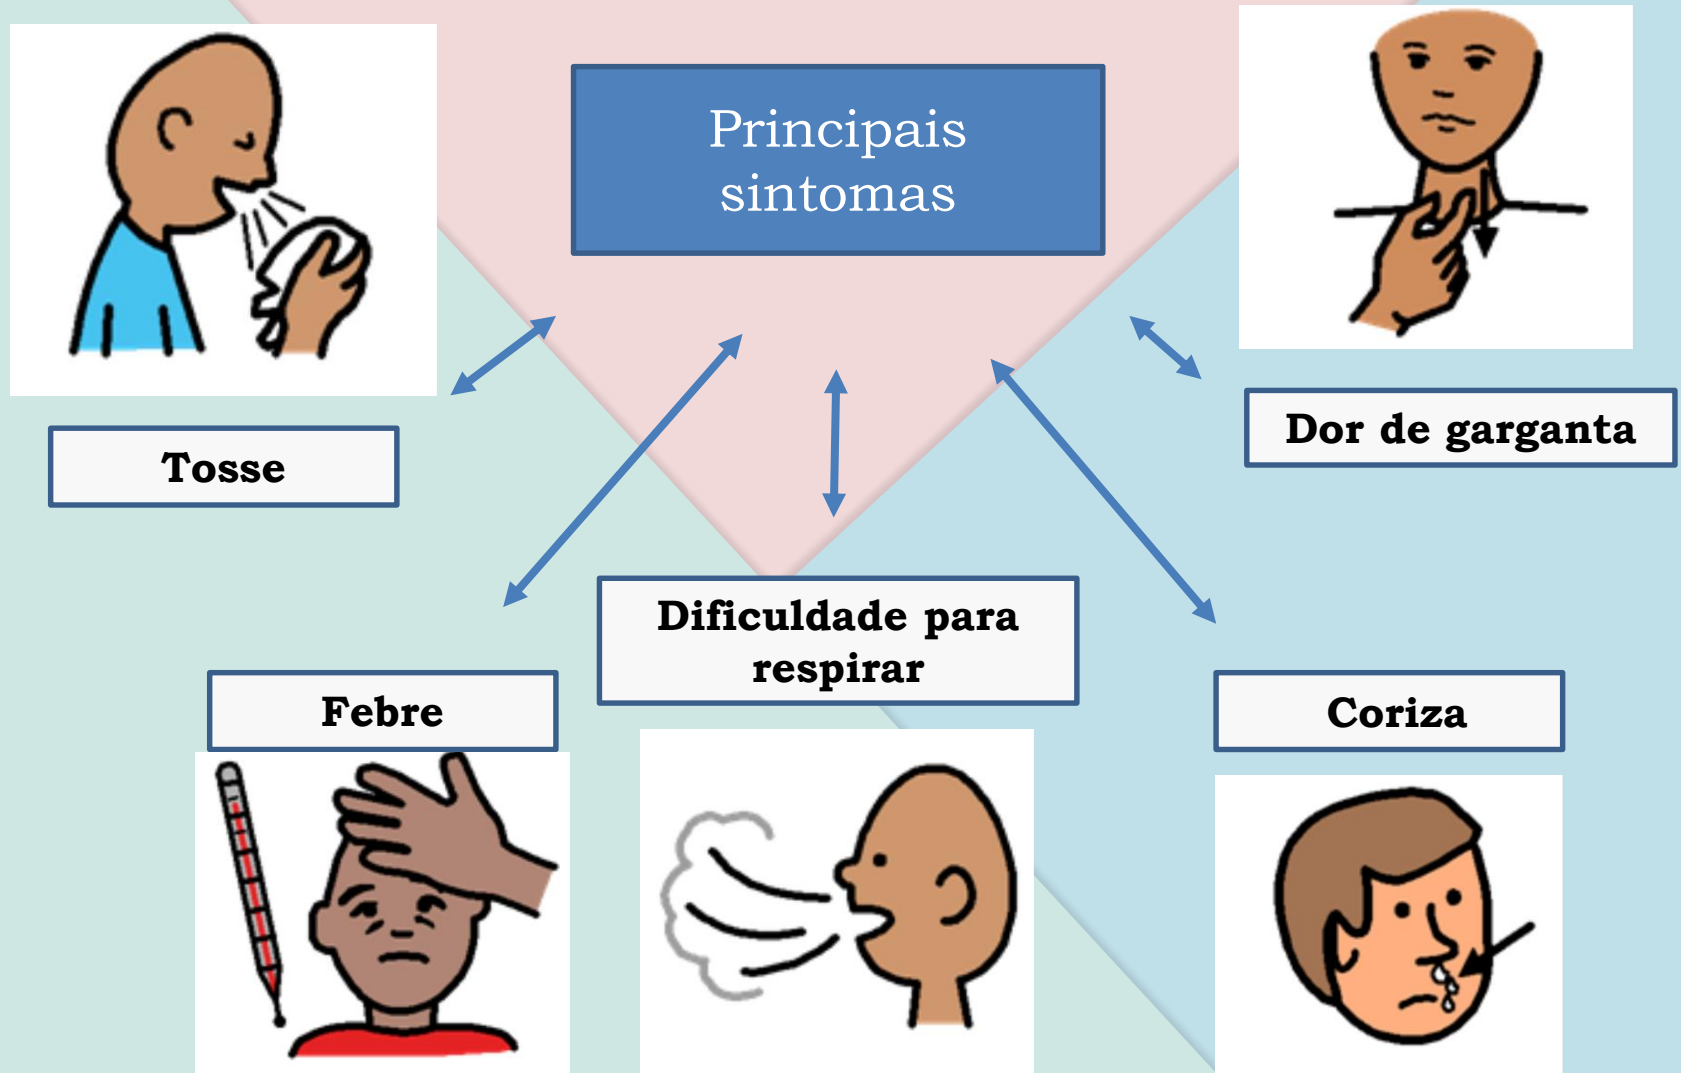 Principais
sintomas
Tosse
Dor de garganta
Dificuldade para
respirar
Febre
Coriza